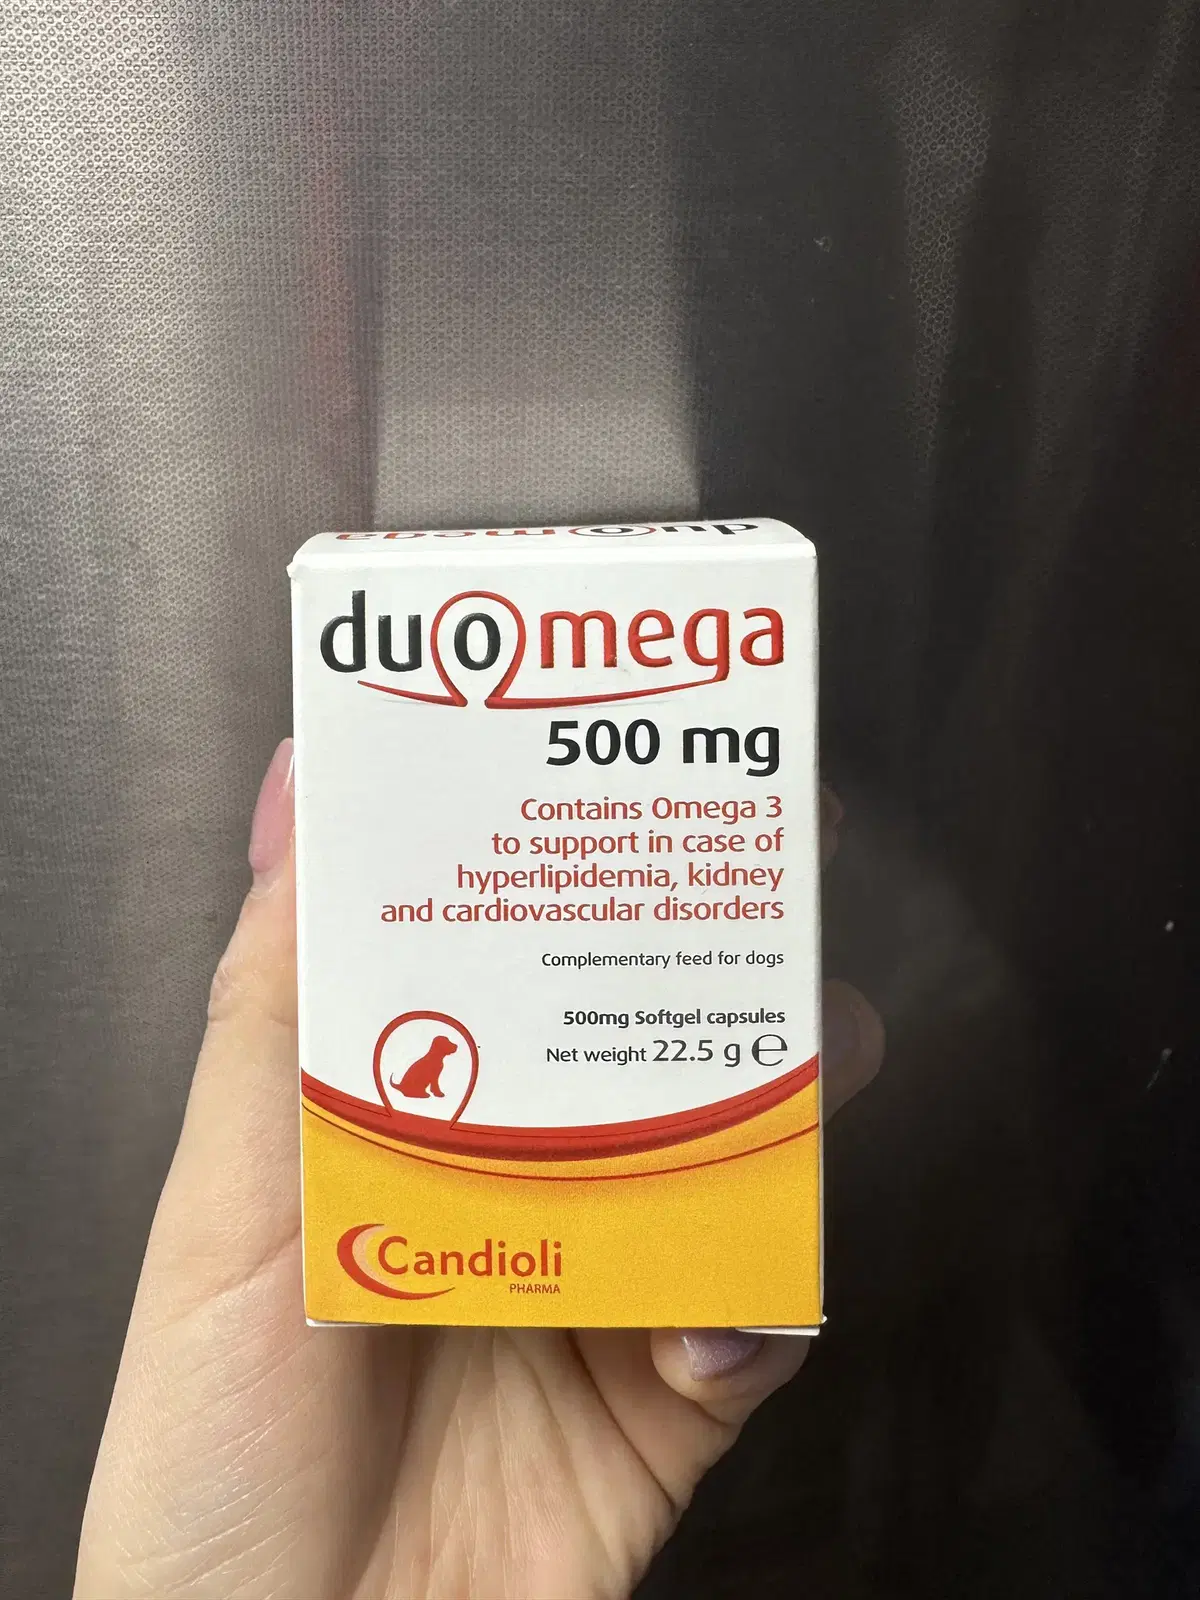 duomega
duomega
500 mg
Contains Omega 3
to support in case of
hyperlipidemia, kidney
and cardiovascular disorders
Complementary feed for dogs
500mg Softgel capsules
Net weight 22.5 g ℮
Candioli
PHARMA